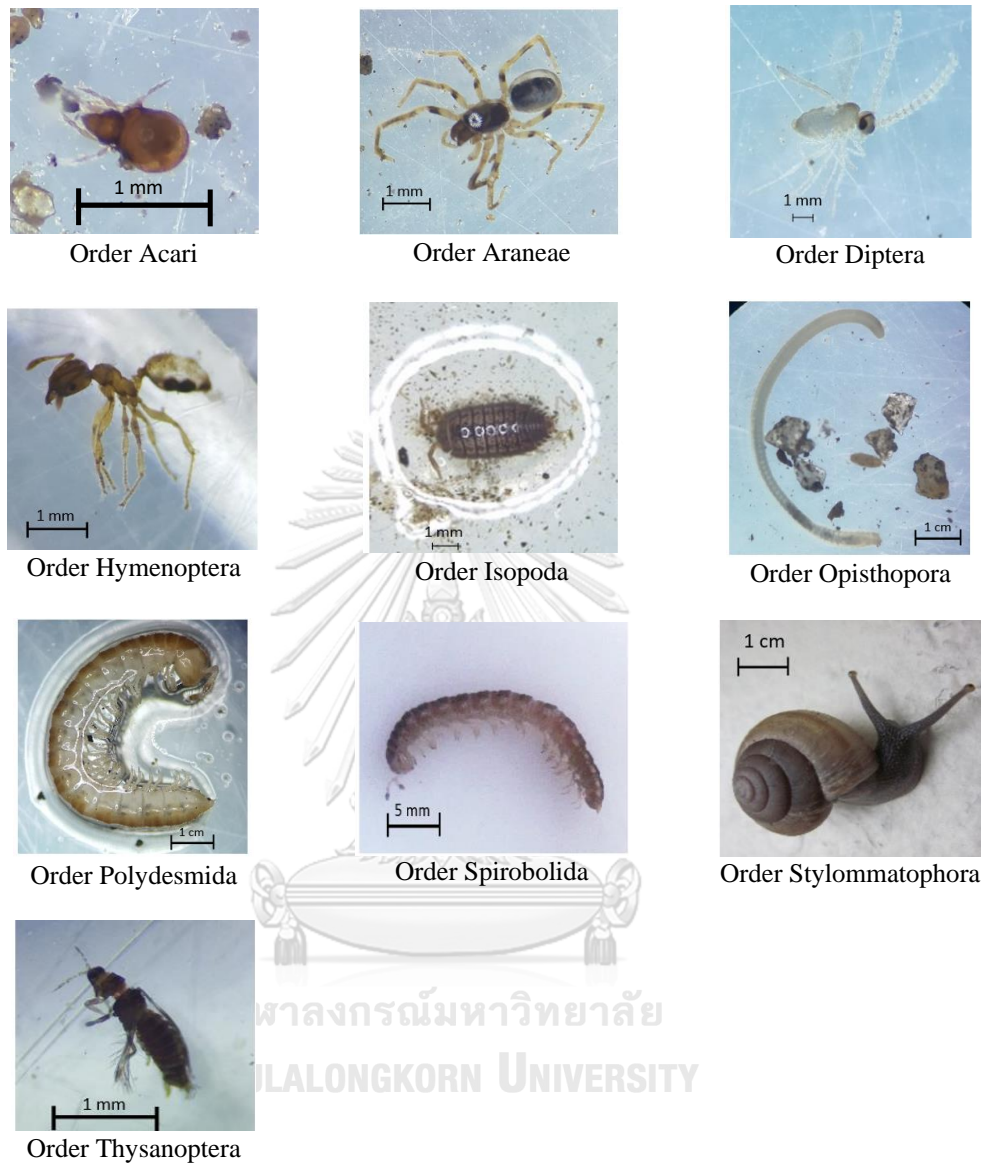 1 mm
1 mm
1 mm
Order Acari
Order Araneae
Order Diptera
1 mm
1 mm
1 cm
Order Hymenoptera
Order Isopoda
Order Opisthopora
1 cm
5 mm
1 cm
Order Polydesmida
Order Spirobolida
Order Stylommatophora
1 mm
Order Thysanoptera
ฬาลงกรณ์มหาวิทยาลัย
ULALONGKORN UNIVERSITY